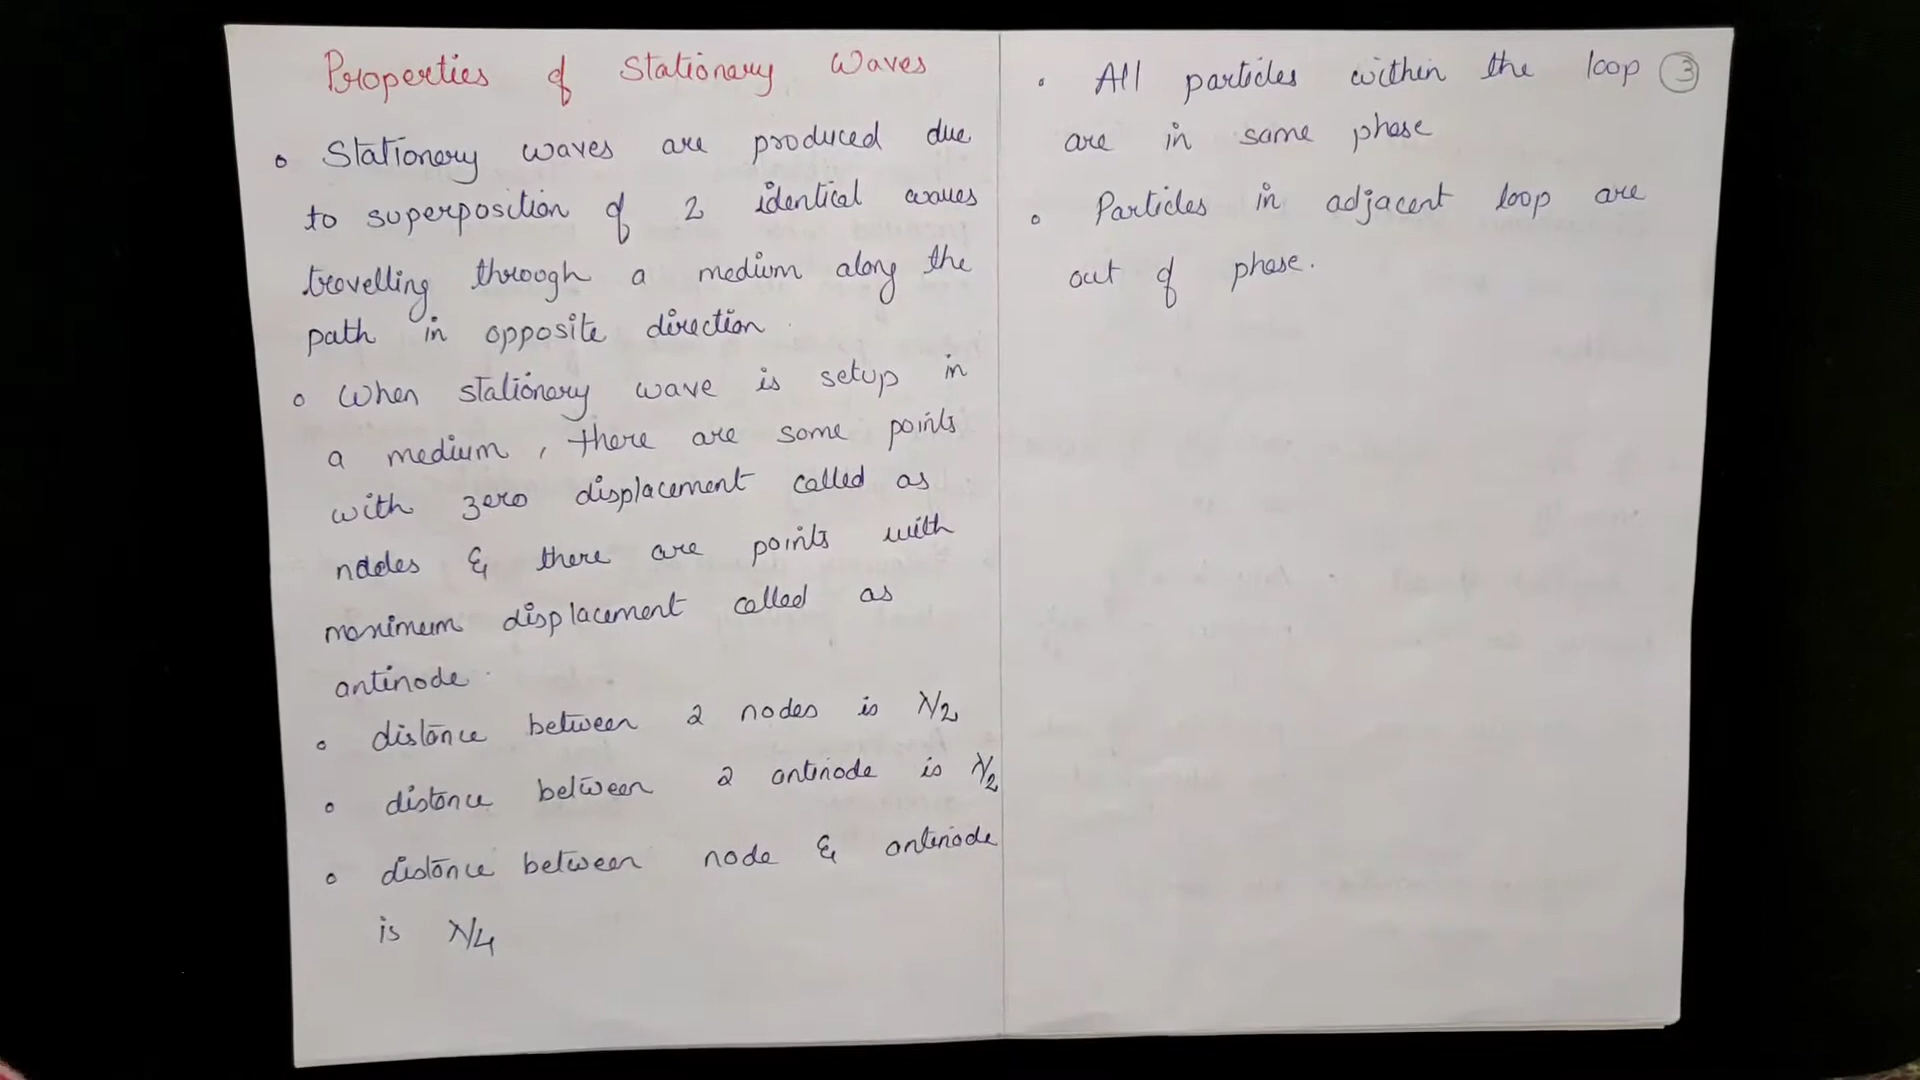 Properties of Stationary Waves
o Stationary waves are produced due
to superposition of 2 identical waves
travelling through a medium along the
path in opposite direction.
o When stationary wave is setup in
a medium, there are some points
with zero displacement called as
nodes & there are points with
maximum displacement called as
antinode.
o distance between 2 nodes is λ/2
o distance between 2 antinode is λ/2
o distance between node & antinode
is λ/4
o All particles within the loop ③
are in same phase
o Particles in adjacent loop are
out of phase.